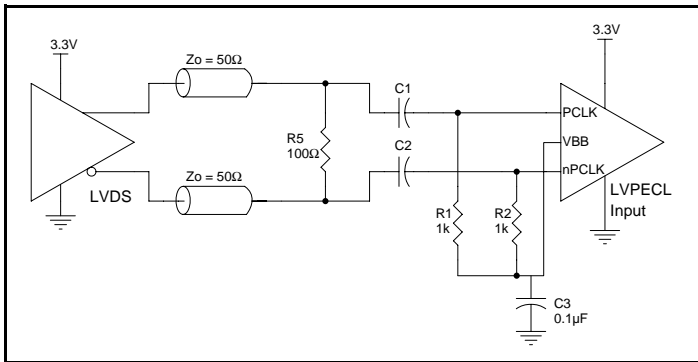 3.3V
3.3V
Zo = 50Ω
C1
PCLK
R5
100Ω
VBB
C2
Zo = 50Ω
nPCLK
LVDS
LVPECL
Input
R1
1k
R2
1k
C3
0.1µF